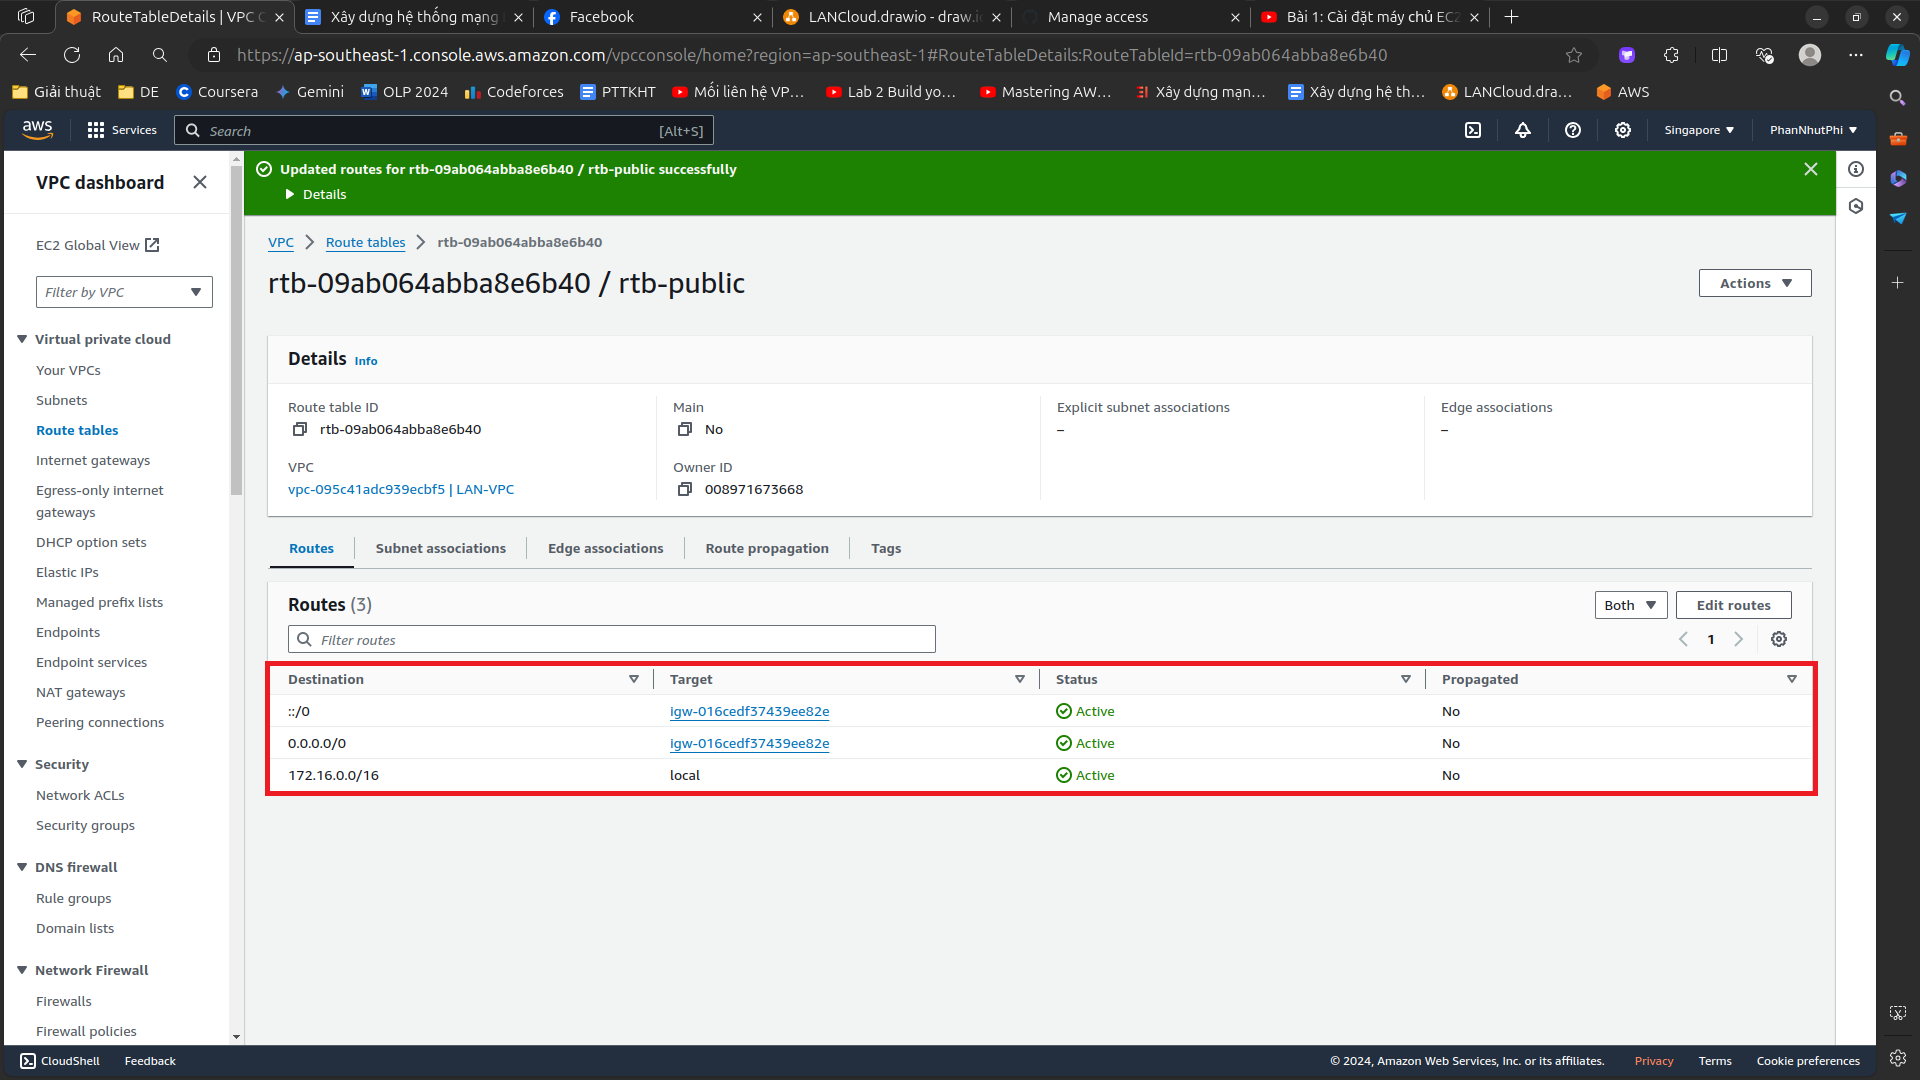 RouteTableDetails | VPC C
Xây dựng hệ thống mạng
Facebook
LANCloud.drawio - draw.i
Manage access
Bài 1: Cài đặt máy chủ EC2
https://ap-southeast-1.console.aws.amazon.com/vpcconsole/home?region=ap-southeast-1#RouteTableDetails:RouteTableId=rtb-09ab064abba8e6b40
Giải thuật
DE
Coursera
Gemini
OLP 2024
Codeforces
PTTKHT
Mối liên hệ VP...
Lab 2 Build yo...
Mastering AW...
Xây dựng mạn...
Xây dựng hệ th...
LANCloud.dra...
AWS
aws
Services
Search
[Alt+S]
Singapore
PhanNhutPhi
VPC dashboard
EC2 Global View
Filter by VPC
Virtual private cloud
Your VPCs
Subnets
Route tables
Internet gateways
Egress-only internet
gateways
DHCP option sets
Elastic IPs
Managed prefix lists
Endpoints
Endpoint services
NAT gateways
Peering connections
Security
Network ACLs
Security groups
DNS firewall
Rule groups
Domain lists
Network Firewall
Firewalls
Firewall policies
Updated routes for rtb-09ab064abba8e6b40 / rtb-public successfully
Details
VPC
Route tables
rtb-09ab064abba8e6b40
rtb-09ab064abba8e6b40 / rtb-public
Actions
Details Info
Route table ID
rtb-09ab064abba8e6b40
Main
No
Explicit subnet associations
–
Edge associations
–
VPC
vpc-095c41adc939ecbf5 | LAN-VPC
Owner ID
008971673668
Routes
Subnet associations
Edge associations
Route propagation
Tags
Routes (3)
Both
Edit routes
Filter routes
1
Destination Target Status Propagated
::/0 igw-016cedf37439ee82e Active No
0.0.0.0/0 igw-016cedf37439ee82e Active No
172.16.0.0/16 local Active No
CloudShell
Feedback
© 2024, Amazon Web Services, Inc. or its affiliates.
Privacy
Terms
Cookie preferences